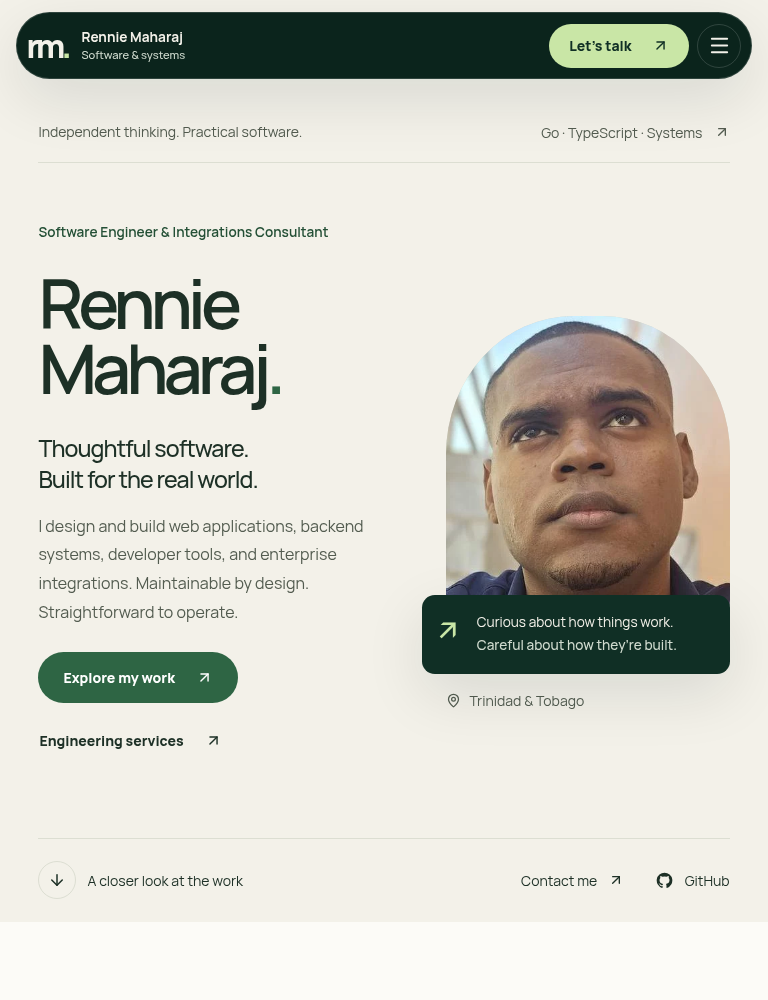 rm.
Rennie Maharaj
Software & systems
Let's talk
Independent thinking. Practical software.
Go · TypeScript · Systems
Software Engineer & Integrations Consultant
Rennie
Maharaj.
Thoughtful software.
Built for the real world.
I design and build web applications, backend
systems, developer tools, and enterprise
integrations. Maintainable by design.
Straightforward to operate.
Explore my work
Engineering services
Curious about how things work.
Careful about how they're built.
Trinidad & Tobago
A closer look at the work
Contact me
GitHub